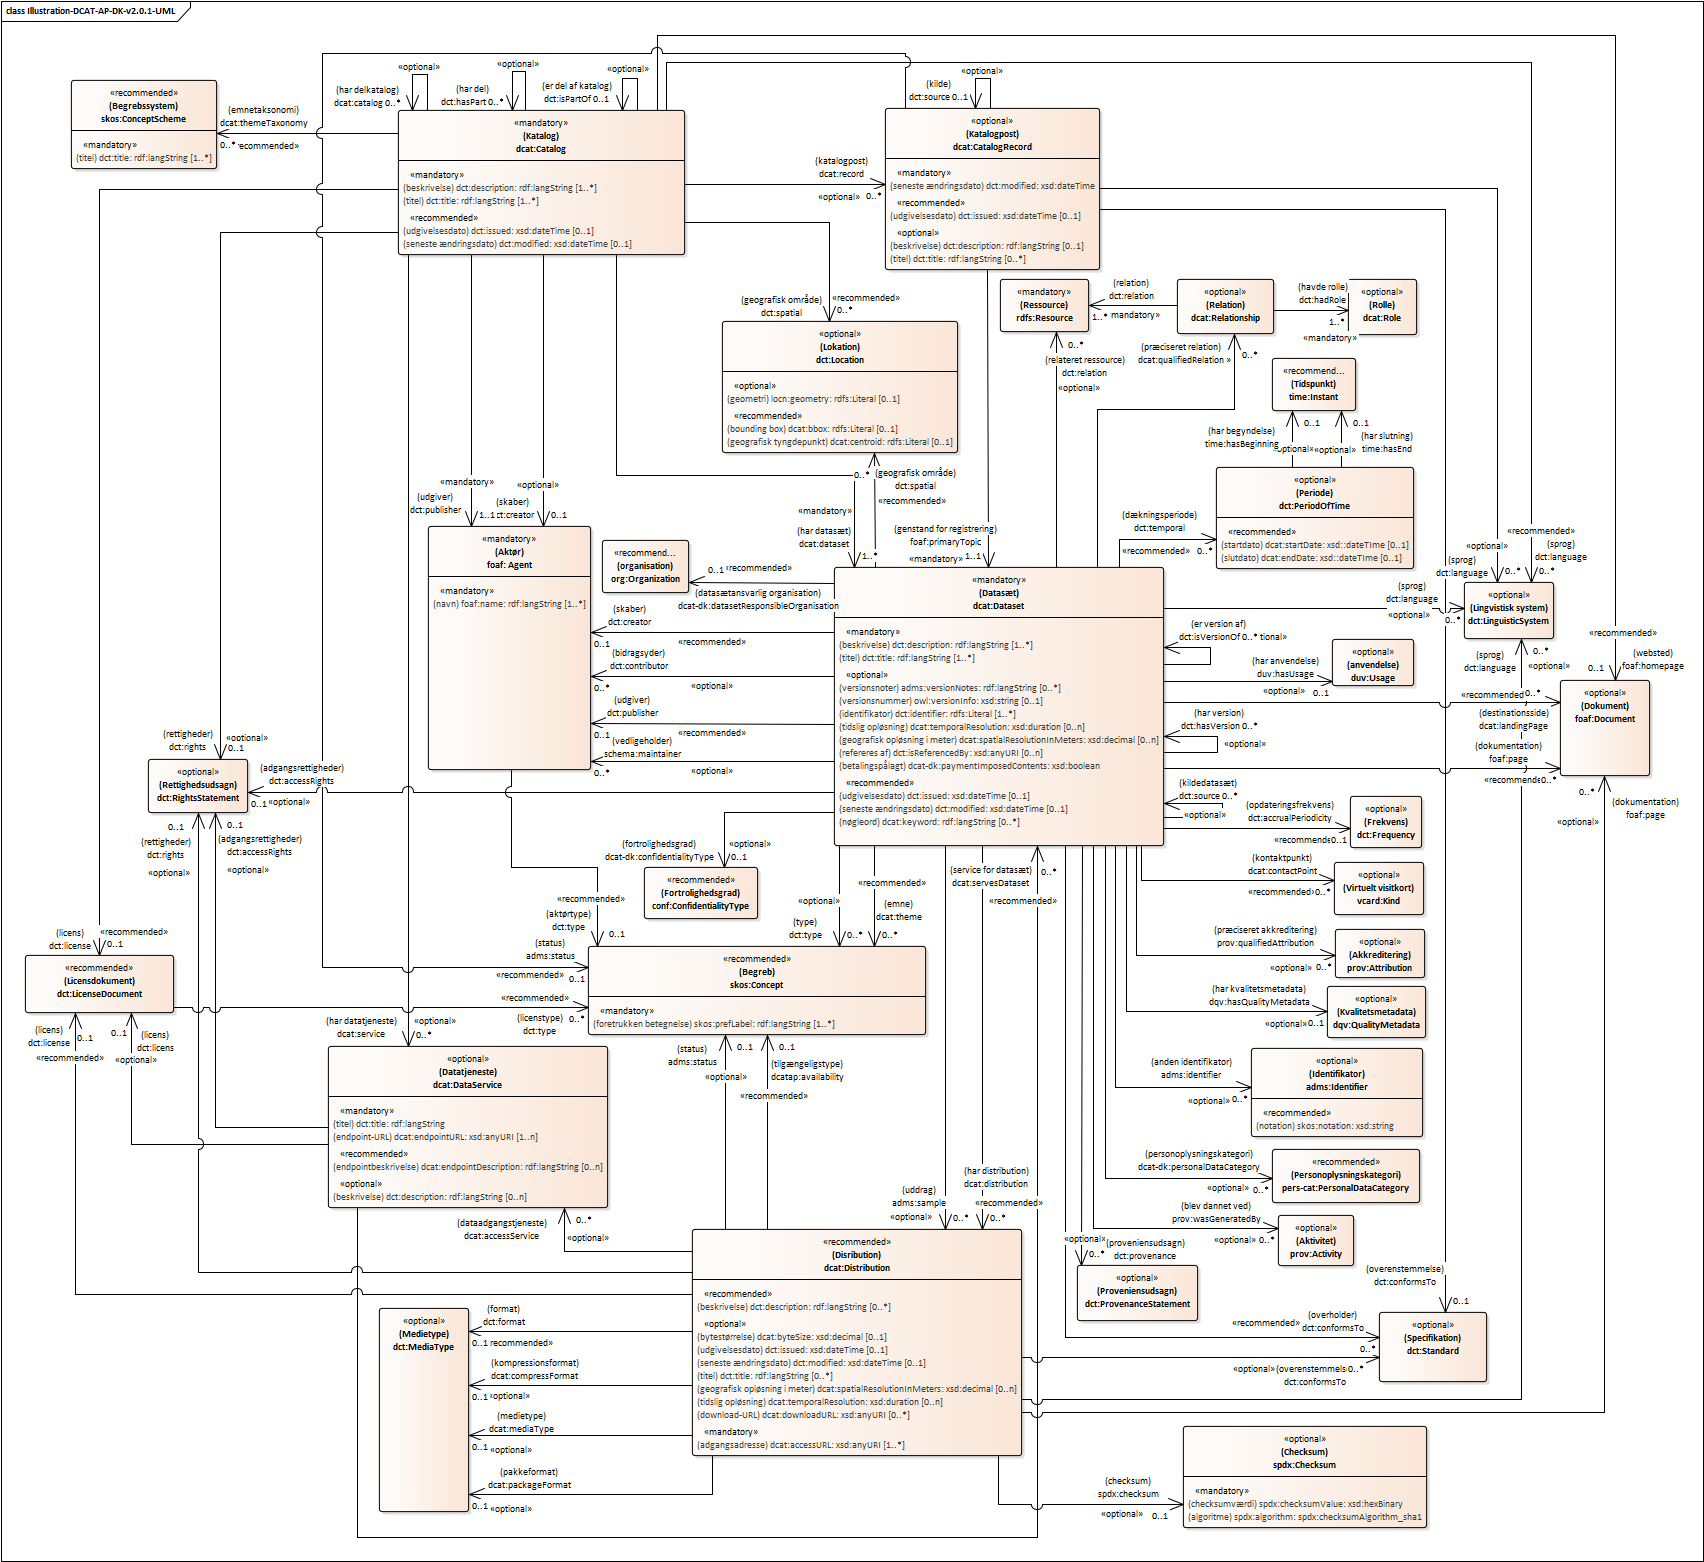 class Illustration-DCAT-AP-DK-v2.0.1-UML
«recommended»
(Begrebssystem)
skos:ConceptScheme
«mandatory»
(titel) dct:title: rdf:langString [1..*]
(emnetaksonomi)
dcat:themeTaxonomy
0..* recommended»
«optional»
(har delkatalog)
dcat:catalog 0..*
«optional»
(har del)
dct:hasPart 0..*
«optional»
(er del af katalog)
dct:isPartOf 0..1
«mandatory»
(Katalog)
dcat:Catalog
«mandatory»
(beskrivelse) dct:description: rdf:langString [1..*]
(titel) dct:title: rdf:langString [1..*]
«recommended»
(udgivelsesdato) dct:issued: xsd:dateTime [0..1]
(seneste ændringsdato) dct:modified: xsd:dateTime [0..1]
(katalogpost)
dcat:record
«optional» 0..*
«optional»
(kilde)
dct:source 0..1
«optional»
(Katalogpost)
dcat:CatalogRecord
«mandatory»
(seneste ændringsdato) dct:modified: xsd:dateTime
«recommended»
(udgivelsesdato) dct:issued: xsd:dateTime [0..1]
«optional»
(beskrivelse) dct:description: rdf:langString [0..1]
(titel) dct:title: rdf:langString [0..*]
(geografisk område)
dct:spatial
«recommended»
0..*
«optional»
(Lokation)
dct:Location
«optional»
(geometri) locn:geometry: rdfs:Literal [0..1]
«recommended»
(bounding box) dcat:bbox: rdfs:Literal [0..1]
(geografisk tyngdepunkt) dcat:centroid: rdfs:Literal [0..1]
0..*
(geografisk område)
dct:spatial
«recommended»
«mandatory»
(Ressource)
rdfs:Resource
(relation)
dct:relation
1..* mandatory»
«optional»
(Relation)
dcat:Relationship
(havde rolle)
dct:hadRole
1..*
«mandatory»
«optional»
(Rolle)
dcat:Role
0..*
(relateret ressource)
dct:relation
«optional»
(præciseret relation)
dcat:qualifiedRelation »
0..*
«recommend...
(Tidspunkt)
time:Instant
(har begyndelse)
time:hasBeginning
0..1
optional»
0..1
(har slutning)
time:hasEnd
«optional»
«optional»
(Periode)
dct:PeriodOfTime
«recommended»
(startdato) dcat:startDate: xsd::dateTIme [0..1]
(slutdato) dcat:endDate: xsd::dateTIme [0..1]
(dækningsperiode)
dct:temporal
«recommended» 0..*
«mandatory»
(udgiver)
dct:publisher
1..1
«optional»
(skaber)
ct:creator
0..1
«mandatory»
(Aktør)
foaf: Agent
«mandatory»
(navn) foaf:name: rdf:langString [1..*]
«recommend...
(organisation)
org:Organization
0..1 «recommended»
(datasætansvarlig organisation)
dcat-dk:datasetResponsibleOrganisation
«mandatory»
(har datasæt)
dcat:dataset
1..*
(genstand for registrering)
foaf:primaryTopic
«mandatory» 1..1
(skaber)
dct:creator
0..1
«recommended»
(bidragsyder)
dct:contributor
0..*
«optional»
(udgiver)
dct:publisher
0..1
«recommended»
(vedligeholder)
schema:maintainer
0..*
«optional»
«mandatory»
(Datasæt)
dcat:Dataset
«mandatory»
(beskrivelse) dct:description: rdf:langString [1..*]
(titel) dct:title: rdf:langString [1..*]
«optional»
(versionsnoter) adms:versionNotes: rdf:langString [0..*]
(versionsnummer) owl:versionInfo: xsd:string [0..1]
(identifikator) dct:identifier: rdfs:Literal [1..*]
(tidslig opløsning) dct:temporalResolution: xsd:duration [0..n]
(geografisk opløsning i meter) dct:spatialResolutionInMeters: xsd:decimal [0..n]
(refereres af) dct:isReferencedBy: xsd:anyURI [0..n]
(betalingspålagt) dcat-dk:paymentImposedContents: xsd:boolean
«recommended»
(udgivelsesdato) dct:issued: xsd:dateTime [0..1]
(seneste ændringsdato) dct:modified: xsd:dateTime [0..1]
(nøgleord) dcat:keyword: rdf:langString [0..*]
(er version af)
dct:isVersionOf 0..* tional»
(har anvendelse)
duv:hasUsage
«optional» 0..1
«optional»
(anvendelse)
duv:Usage
(har version)
dct:hasVersion 0..*
«optional»
(kildedatasæt)
dct:source 0..*
«optional»
«optional»
(sprog)
dct:language
0..*
«recommended»
(sprog)
dct:language
0..*
(sprog)
dct:language
«optional»
0..*
«optional»
(Lingvistisk system)
dct:LinguisticSystem
0..*
(sprog)
dct:language
«optional»
«recommended»
(websted)
foaf:homepage
0..1
«recommended» 0..*
(destinationsside)
dcat:landingPage
(dokumentation)
foaf:page
«recommende 0..*
«optional»
(Dokument)
foaf:Document
0..*
(dokumentation)
foaf:page
«optional»
(opdateringsfrekvens)
dct:accrualPeriodicity
«recommende 0..1
«optional»
(Frekvens)
dct:Frequency
(kontaktpunkt)
dcat:contactPoint
«recommended» 0..*
«optional»
(Virtuelt visitkort)
vcard:Kind
(præciseret akkreditering)
prov:qualifiedAttribution
«optional» 0..*
«optional»
(Akkreditering)
prov:Attribution
(har kvalitetsmetadata)
dqv:hasQualityMetadata
«optional» 0..1
«optional»
(Kvalitetsmetadata)
dqv:QualityMetadata
(anden identifikator)
adms:identifier
«optional» 0..*
«optional»
(Identifikator)
adms:Identifier
«recommended»
(notation) skos:notation: xsd:string
(personoplysningskategori)
dcat-dk:personalDataCategory
«optional» 0..*
«recommended»
(Personoplysningskategori)
pers-cat:PersonalDataCategory
(blev dannet ved)
prov:wasGeneratedBy
«optional» 0..*
«optional»
(Aktivitet)
prov:Activity
«optional»
0..*
(proveniensudsagn)
dct:provenance
«optional»
(Proveniensudsagn)
dct:ProvenanceStatement
(overenstemmelse)
dct:conformsTo
0..1
«recommended»
(overholder)
dct:conformsTo
0..*
«optional» (overenstemmels 0..*
dct:conformsTo
«optional»
(Specifikation)
dct:Standard
(rettigheder)
dct:rights
«optional»
0..1
«optional»
(Rettighedsudsagn)
dct:RightsStatement
(adgangsrettigheder)
dct:accessRights
0..1 «optional»
0..1
(rettigheder)
dct:rights
«optional»
0..1
(adgangsrettigheder)
dct:accessRights
«optional»
(fortrolighedsgrad)
dcat-dk:confidentialityType
«optional»
0..1
«recommended»
(Fortrolighedsgrad)
conf:ConfidentialityType
«recommended»
(aktørtype)
dct:type
0..1
(status)
adms:status
«recommended» 0..1
«recommended»
(licenstype)
dct:type
0..*
«optional»
(type)
dct:type
0..*
«recommended»
(emne)
dcat:theme
0..*
(service for datasæt)
dcat:servesDataset
0..*
«recommended»
«recommended»
(Begreb)
skos:Concept
«mandatory»
(foretrukken betegnelse) skos:prefLabel: rdf:langString [1..*]
(licens)
dct:license
«recommended»
0..1
«recommended»
(Licensdokument)
dct:LicenseDocument
(licens)
dct:license
0..1
«recommended»
0..1
(licens)
dct:licens
«optional»
(har datatjeneste)
dcat:service
«optional»
0..*
«optional»
(Datatjeneste)
dcat:DataService
«mandatory»
(titel) dct:title: rdf:langString
(endpoint-URL) dcat:endpointURL: xsd:anyURI [1..n]
«recommended»
(endpointbeskrivelse) dcat:endpointDescription: rdf:langString [0..n]
«optional»
(beskrivelse) dct:description: rdf:langString [0..n]
(status)
adms:status
0..1
«optional»
0..1
(tilgængeligstype)
dcatap:availability
«recommended»
(dataadgangstjeneste)
dcat:accessService
0..*
«optional»
(uddrag)
adms:sample
«optional» 0..*
(har distribution)
dcat:distribution
«recommended»
0..*
«recommended»
(Disribution)
dcat:Distribution
«recommended»
(beskrivelse) dct:description: rdf:langString [0..*]
«optional»
(bytestørrelse) dcat:byteSize: xsd:decimal [0..1]
(udgivelsesdato) dct:issued: xsd:dateTime [0..1]
(seneste ændringsdato) dct:modified: xsd:dateTime [0..1]
(titel) dct:title: rdf:langString [0..*]
(geografisk opløsning i meter) dcat:spatialResolutionInMeters: xsd:decimal [0..n]
(tidslig opløsning) dcat:temporalResolution: xsd:duration [0..n]
(download-URL) dcat:downloadURL: xsd:anyURI [0..*]
«mandatory»
(adgangsadresse) dcat:accessURL: xsd:anyURI [1..*]
«optional»
(Medietype)
dct:MediaType
(format)
dct:format
0..1 recommended»
(kompressionsformat)
dcat:compressFormat
0..1 «optional»
(medietype)
dcat:mediaType
0..1 «optional»
(pakkeformat)
dcat:packageFormat
0..1 «optional»
(checksum)
spdx:checksum
«optional» 0..1
«optional»
(Checksum)
spdx:Checksum
«mandatory»
(checksumværdi) spdx:checksumValue: xsd:hexBinary
(algoritme) spdx:algorithm: spdx:checksumAlgorithm_sha1